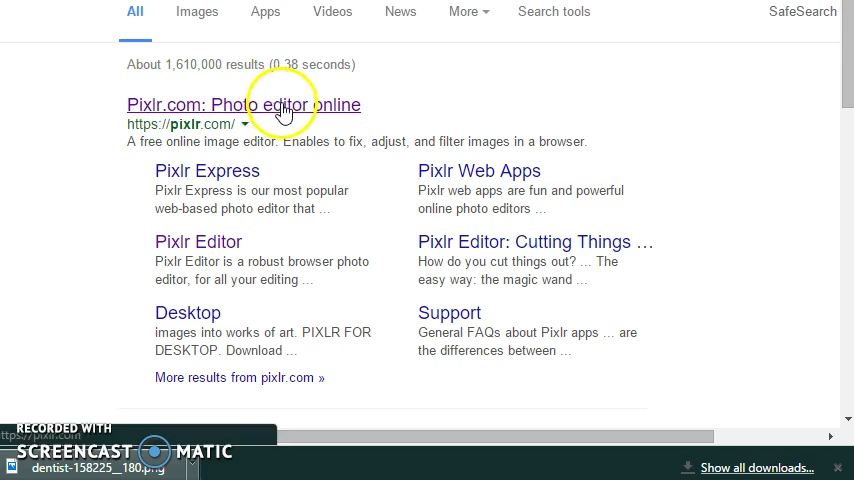 All Images Apps Videos News More Search tools SafeSearch
About 1,610,000 results (0.38 seconds)
Pixlr.com: Photo editor online
https://pixlr.com/
A free online image editor. Enables to fix, adjust, and filter images in a browser.
Pixlr Express
Pixlr Express is our most popular
web-based photo editor that ...
Pixlr Web Apps
Pixlr web apps are fun and powerful
online photo editors ...
Pixlr Editor
Pixlr Editor is a robust browser photo
editor, for all your editing ...
Pixlr Editor: Cutting Things ...
How do you cut things out? ... The
easy way: the magic wand ...
Desktop
images into works of art. PIXLR FOR
DESKTOP. Download ...
Support
General FAQs about Pixlr apps ... are
the differences between ...
More results from pixlr.com »
RECORDED WITH
ttps://pixlr.com
SCREENCAST MATIC
dentist-158225__180.png
Show all downloads...